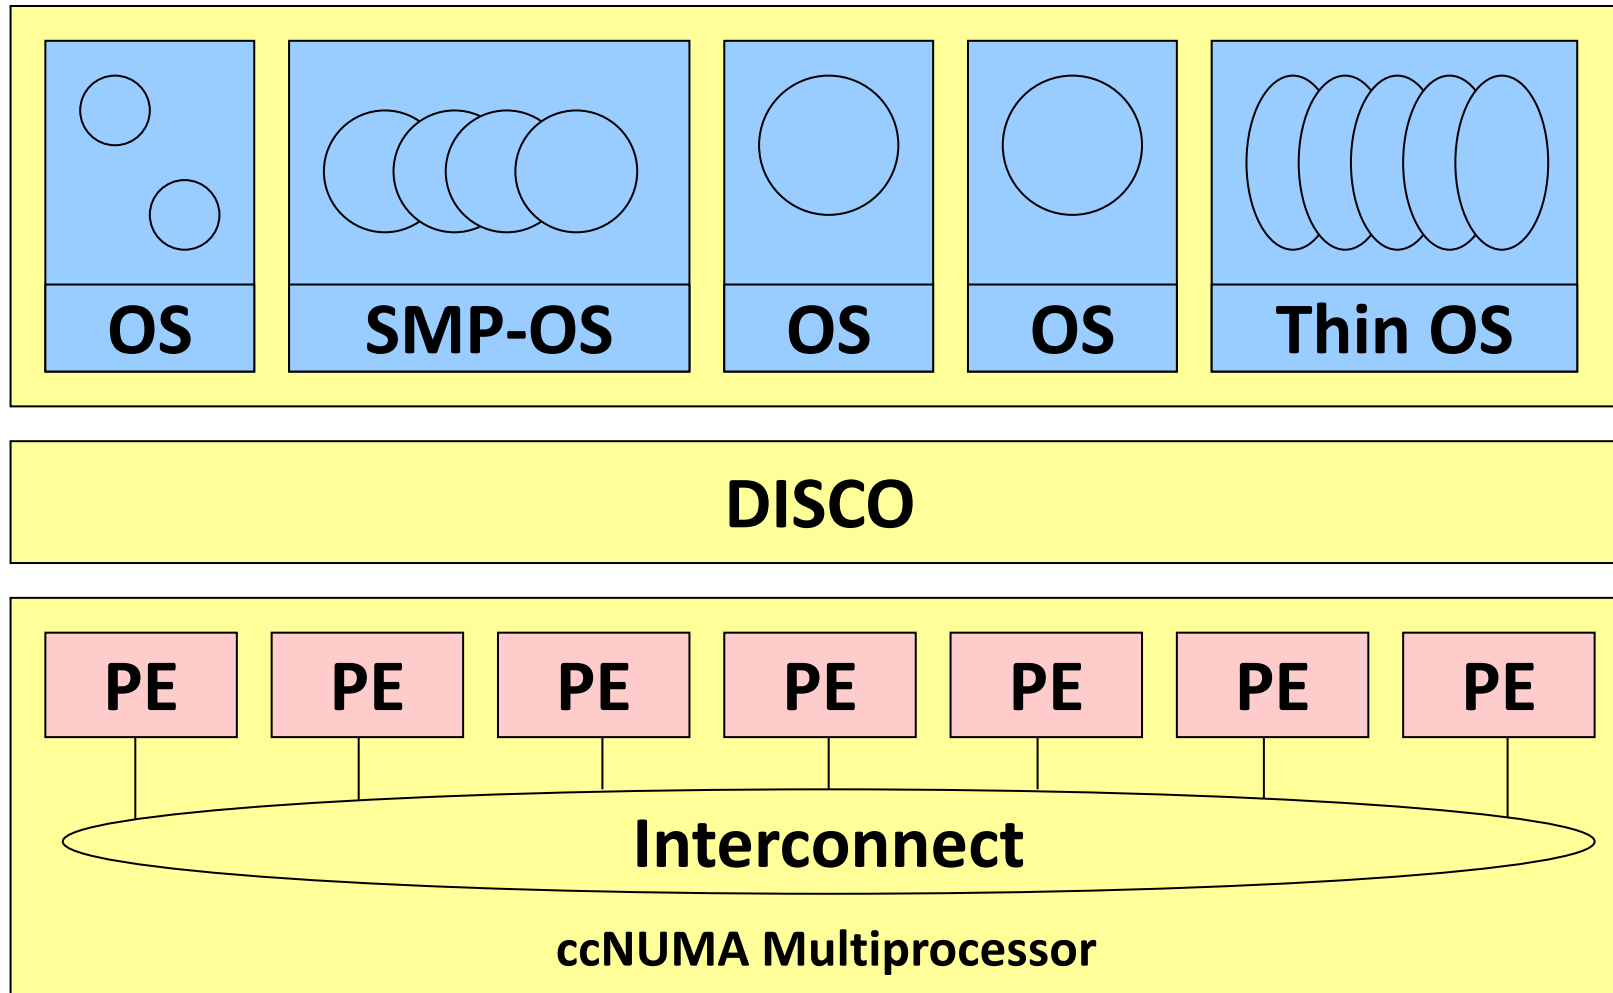 OS SMP-OS OS OS Thin OS
DISCO
PE PE PE PE PE PE PE
Interconnect
ccNUMA Multiprocessor